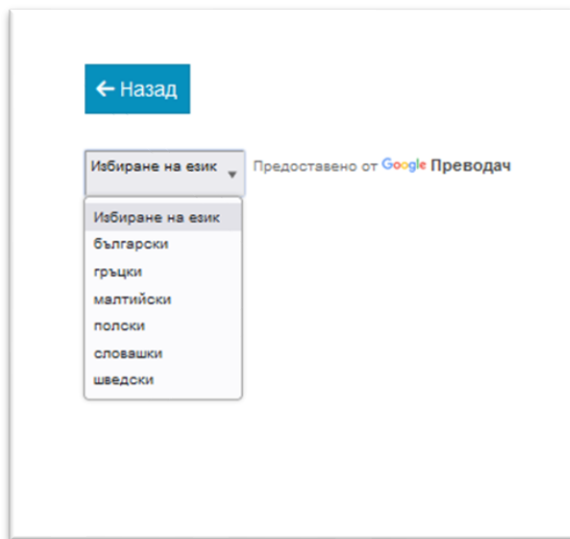 ← Назад
Избиране на език Предоставено от Google Преводач
Избиране на език
български
гръцки
малтийски
полски
словашки
шведски